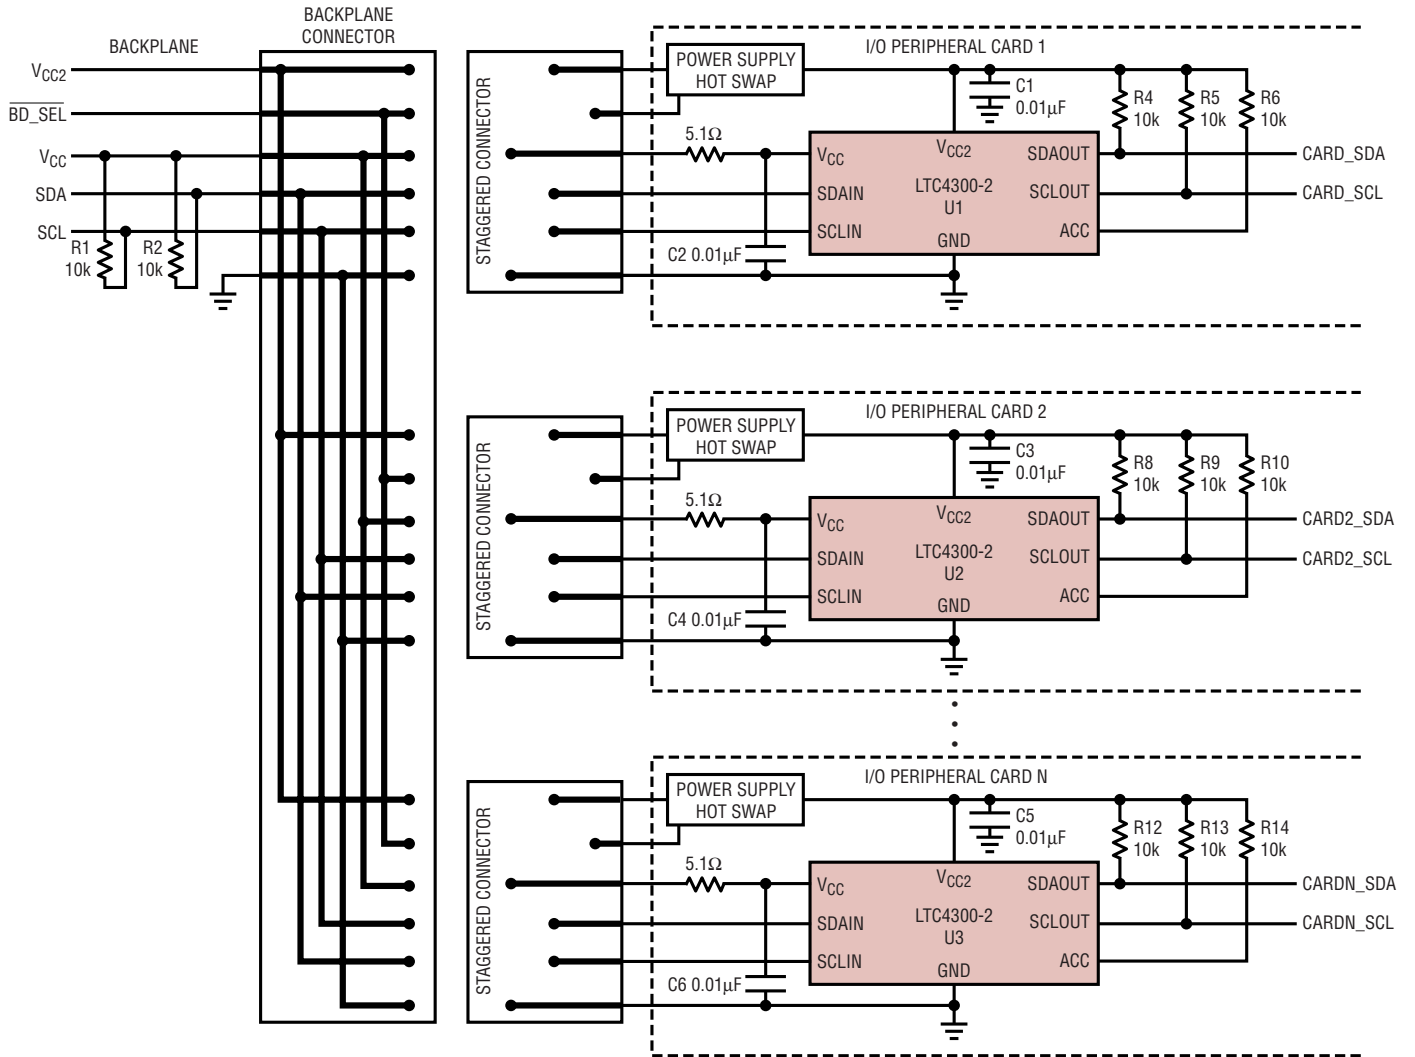 BACKPLANE
BACKPLANE
CONNECTOR
VCC2
BD_SEL
VCC
SDA
SCL
R1
10k
R2
10k
STAGGERED CONNECTOR
I/O PERIPHERAL CARD 1
POWER SUPPLY
HOT SWAP
C1
0.01µF
R4
10k
R5
10k
R6
10k
5.1Ω
C2 0.01µF
VCC
VCC2
SDAOUT
SDAIN
LTC4300-2
U1
SCLOUT
SCLIN
GND
ACC
CARD_SDA
CARD_SCL
STAGGERED CONNECTOR
I/O PERIPHERAL CARD 2
POWER SUPPLY
HOT SWAP
C3
0.01µF
R8
10k
R9
10k
R10
10k
5.1Ω
C4 0.01µF
VCC
VCC2
SDAOUT
SDAIN
LTC4300-2
U2
SCLOUT
SCLIN
GND
ACC
CARD2_SDA
CARD2_SCL
STAGGERED CONNECTOR
I/O PERIPHERAL CARD N
POWER SUPPLY
HOT SWAP
C5
0.01µF
R12
10k
R13
10k
R14
10k
5.1Ω
C6 0.01µF
VCC
VCC2
SDAOUT
SDAIN
LTC4300-2
U3
SCLOUT
SCLIN
GND
ACC
CARDN_SDA
CARDN_SCL